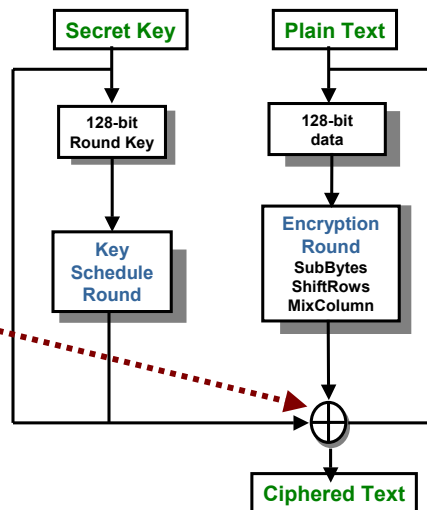 Secret Key
128-bit
Round Key
Key
Schedule
Round
Plain Text
128-bit
data
Encryption
Round
SubBytes
ShiftRows
MixColumn
Ciphered Text